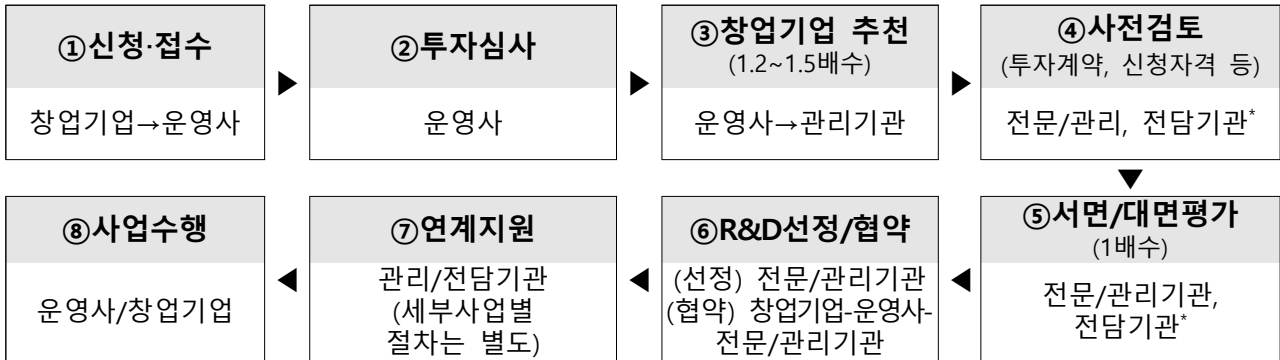 ①신청·접수
창업기업→운영사
②투자심사
운영사
③창업기업 추천
(1.2~1.5배수)
운영사→관리기관
④사전검토
(투자계약, 신청자격 등)
전문/관리, 전담기관*
⑤서면/대면평가
(1배수)
전문/관리기관,
전담기관*
⑥R&D선정/협약
(선정) 전문/관리기관
(협약) 창업기업-운영사-
전문/관리기관
⑦연계지원
관리/전담기관
(세부사업별
절차는 별도)
⑧사업수행
운영사/창업기업